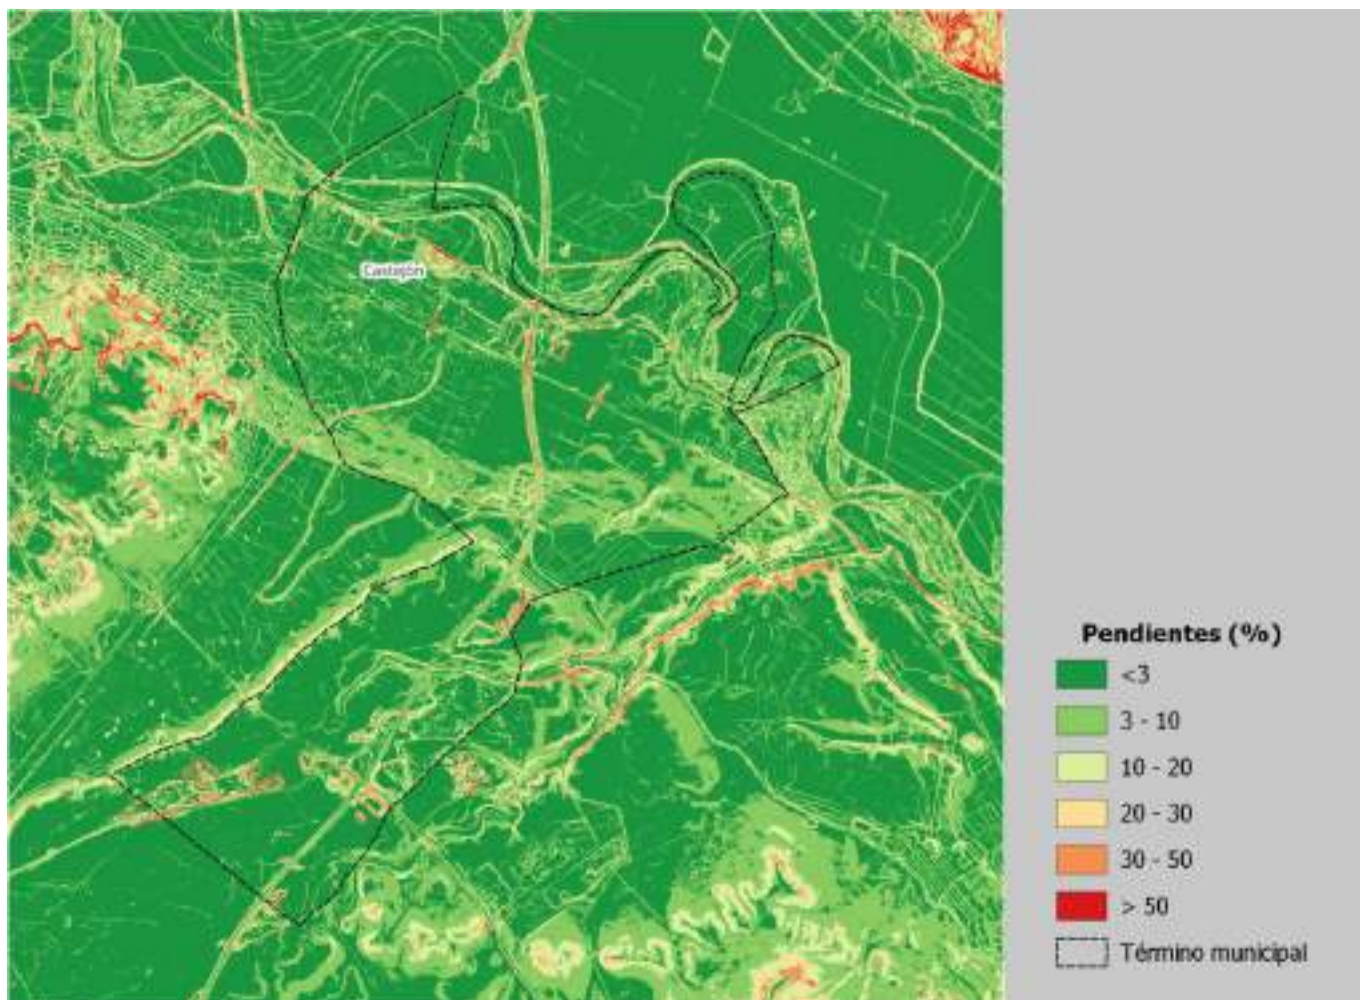 Castejón
Pendientes (%)
<3
3 - 10
10 - 20
20 - 30
30 - 50
> 50
Término municipal